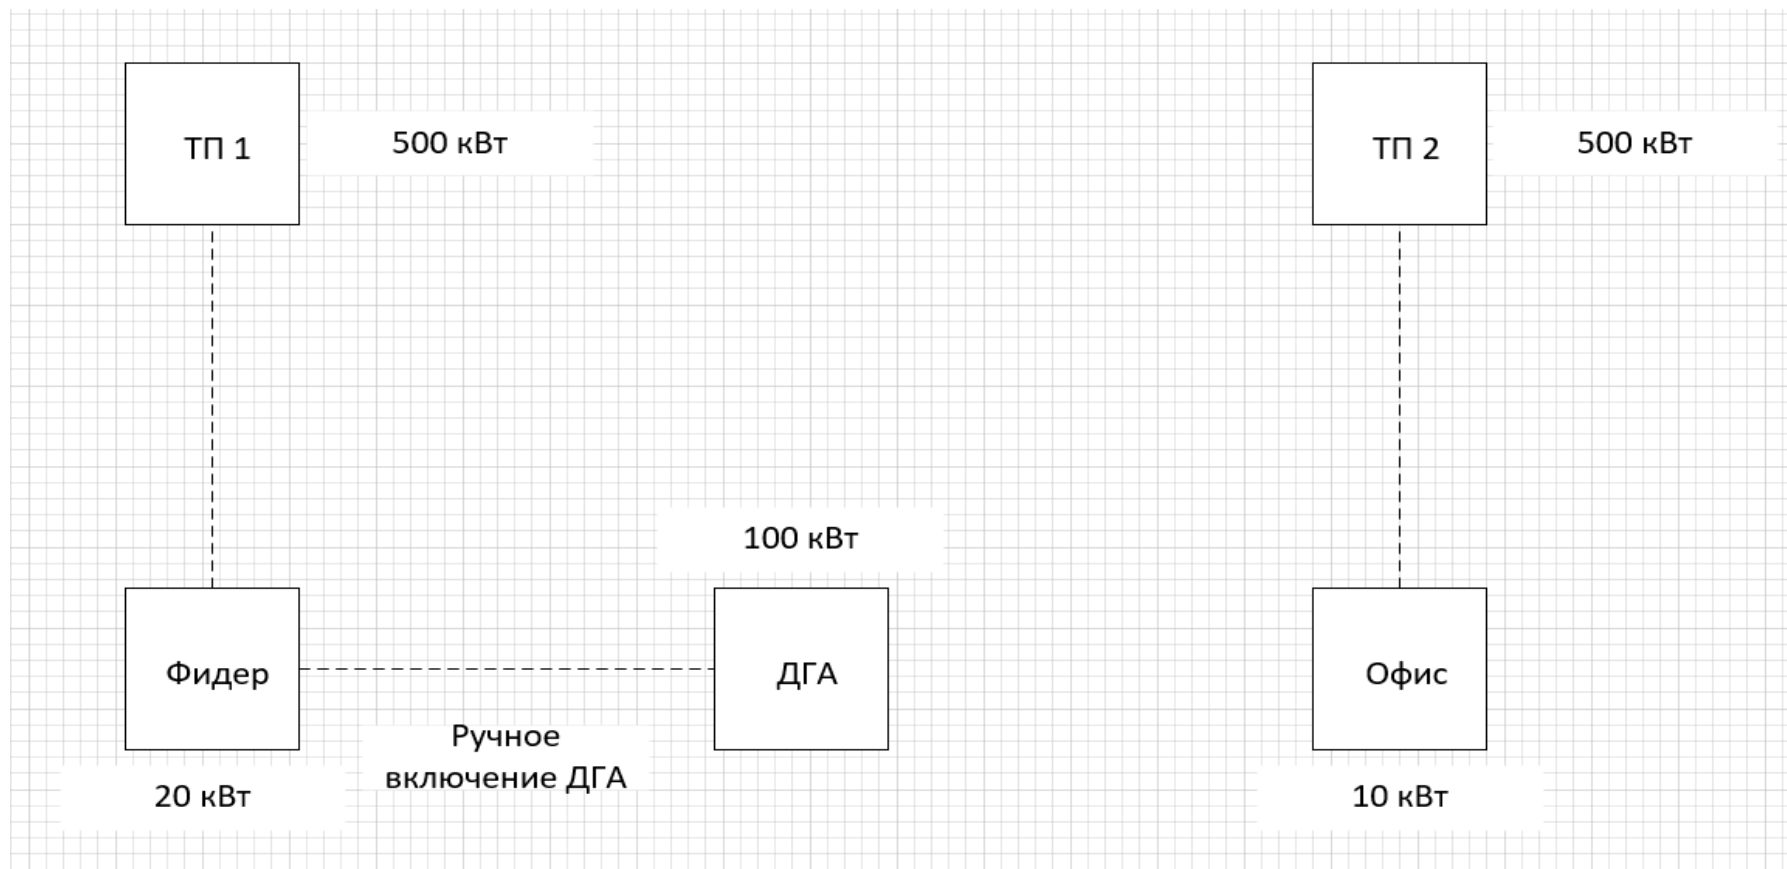 ТП 1
500 кВт
ТП 2
500 кВт
100 кВт
Фидер
ДГА
Офис
Ручное
включение ДГА
20 кВт
10 кВт